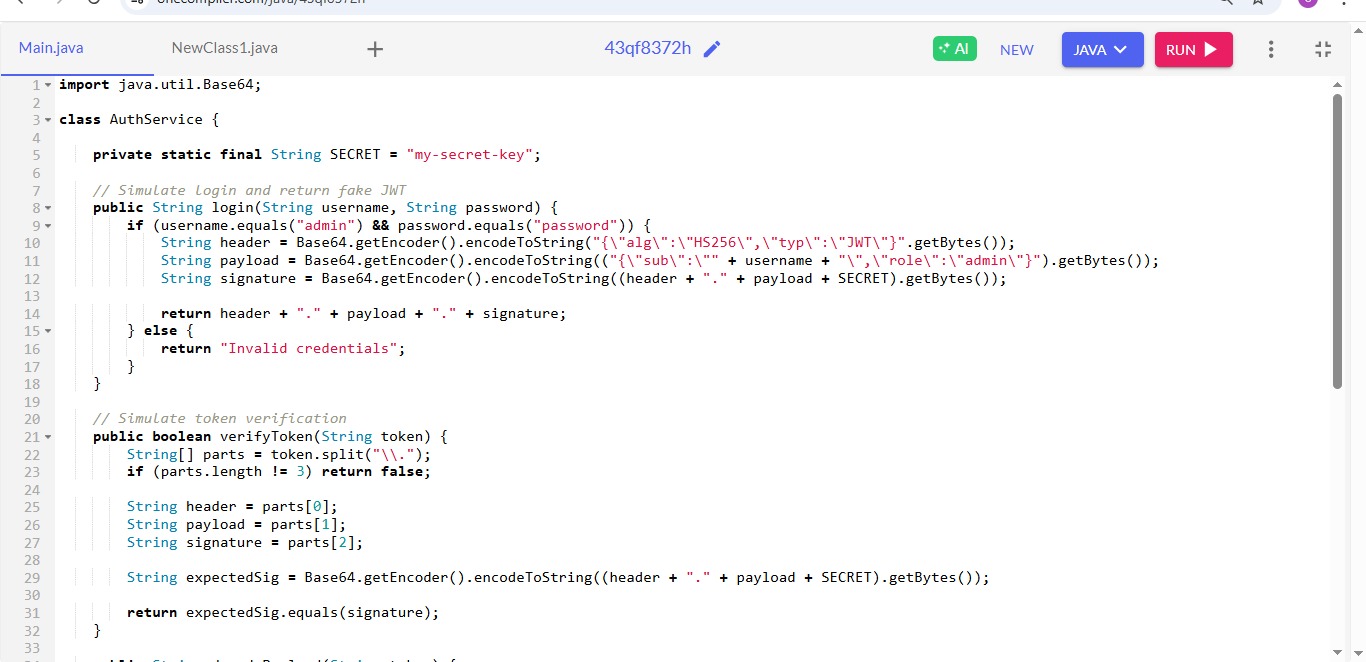 onecompiler.com/java/43qf8372h
Main.java NewClass1.java + 43qf8372h AI NEW JAVA RUN
1 import java.util.Base64;
2
3 class AuthService {
4
5 private static final String SECRET = "my-secret-key";
6
7 // Simulate login and return fake JWT
8 public String login(String username, String password) {
9 if (username.equals("admin") && password.equals("password")) {
10 String header = Base64.getEncoder().encodeToString("{\"alg\":\"HS256\",\"typ\":\"JWT\"}".getBytes());
11 String payload = Base64.getEncoder().encodeToString(("{\"sub\":\"" + username + "\",\"role\":\"admin\"}").getBytes());
12 String signature = Base64.getEncoder().encodeToString((header + "." + payload + SECRET).getBytes());
13
14 return header + "." + payload + "." + signature;
15 } else {
16 return "Invalid credentials";
17 }
18 }
19
20 // Simulate token verification
21 public boolean verifyToken(String token) {
22 String[] parts = token.split("\\.");
23 if (parts.length != 3) return false;
24
25 String header = parts[0];
26 String payload = parts[1];
27 String signature = parts[2];
28
29 String expectedSig = Base64.getEncoder().encodeToString((header + "." + payload + SECRET).getBytes());
30
31 return expectedSig.equals(signature);
32 }
33